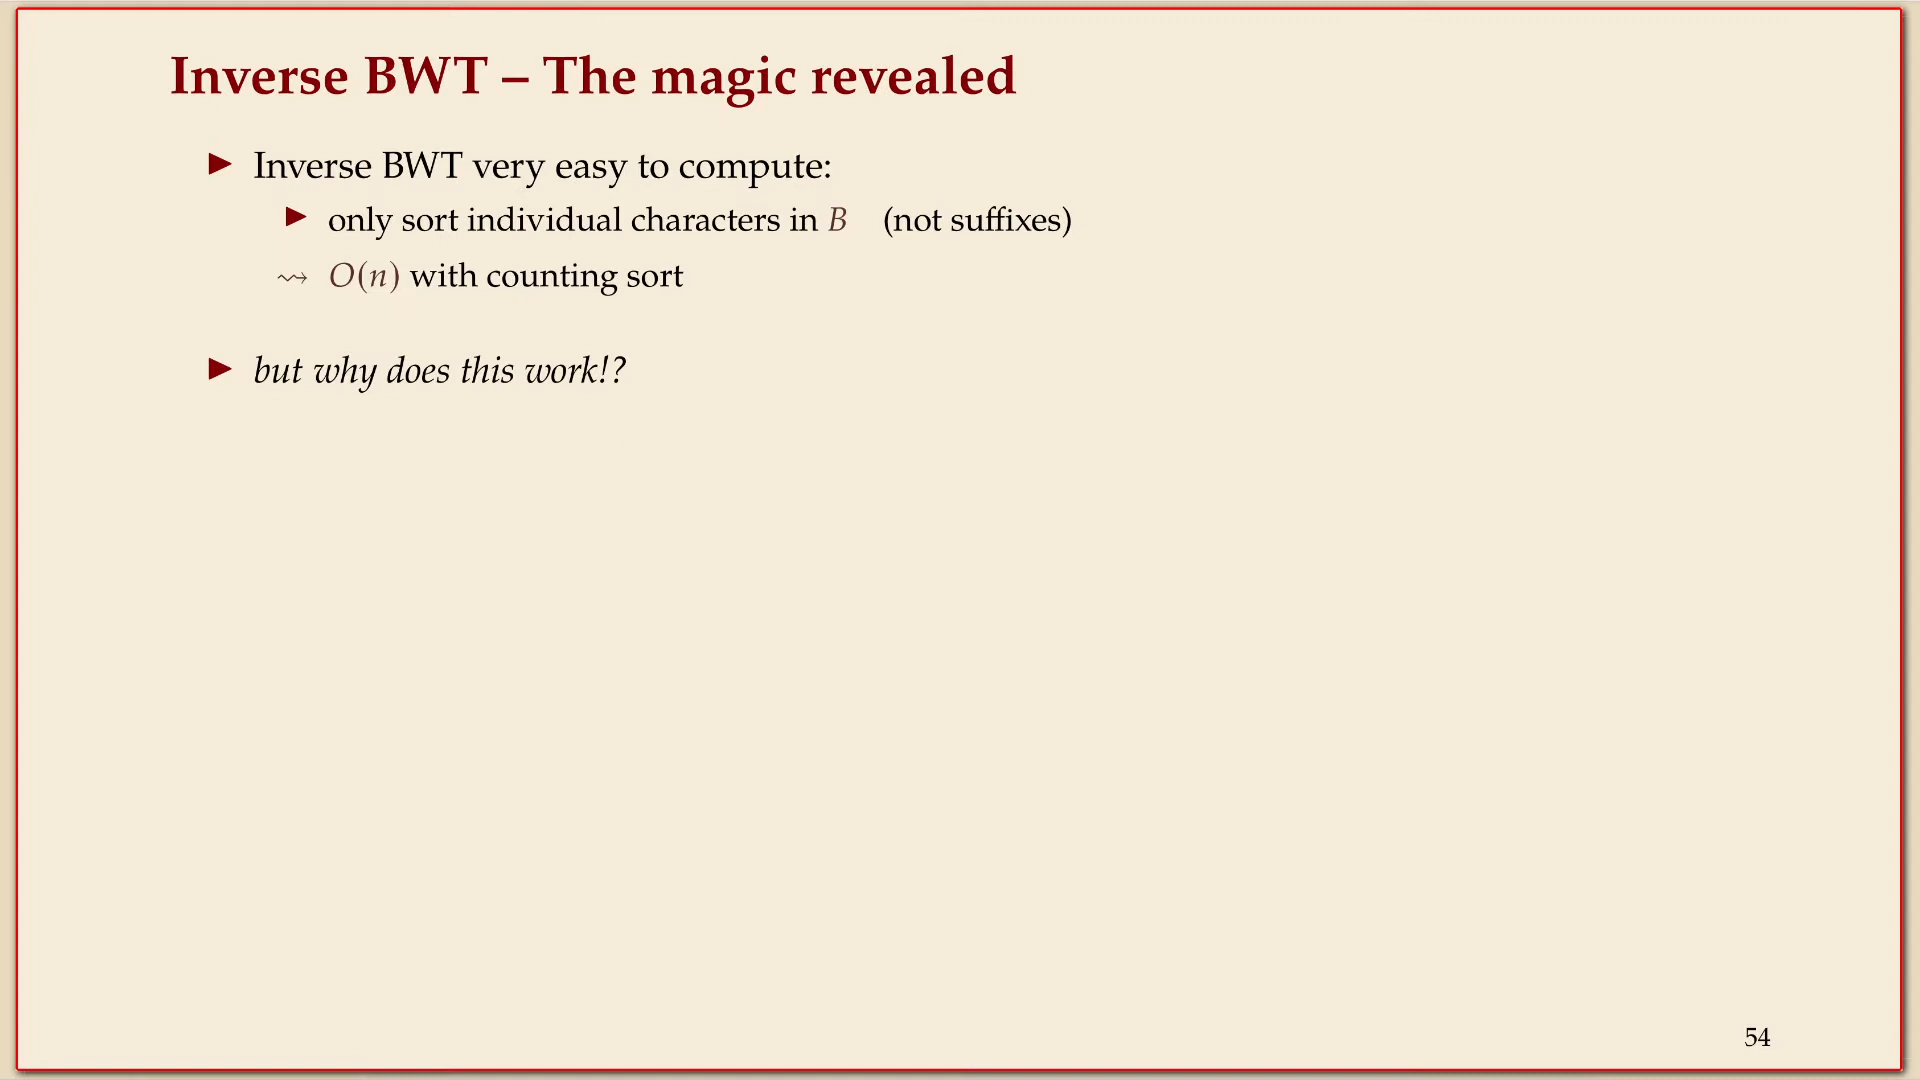 Inverse BWT – The magic revealed
▶ Inverse BWT very easy to compute:
▶ only sort individual characters in B (not suffixes)
⇝ O(n) with counting sort
▶ but why does this work!?
54